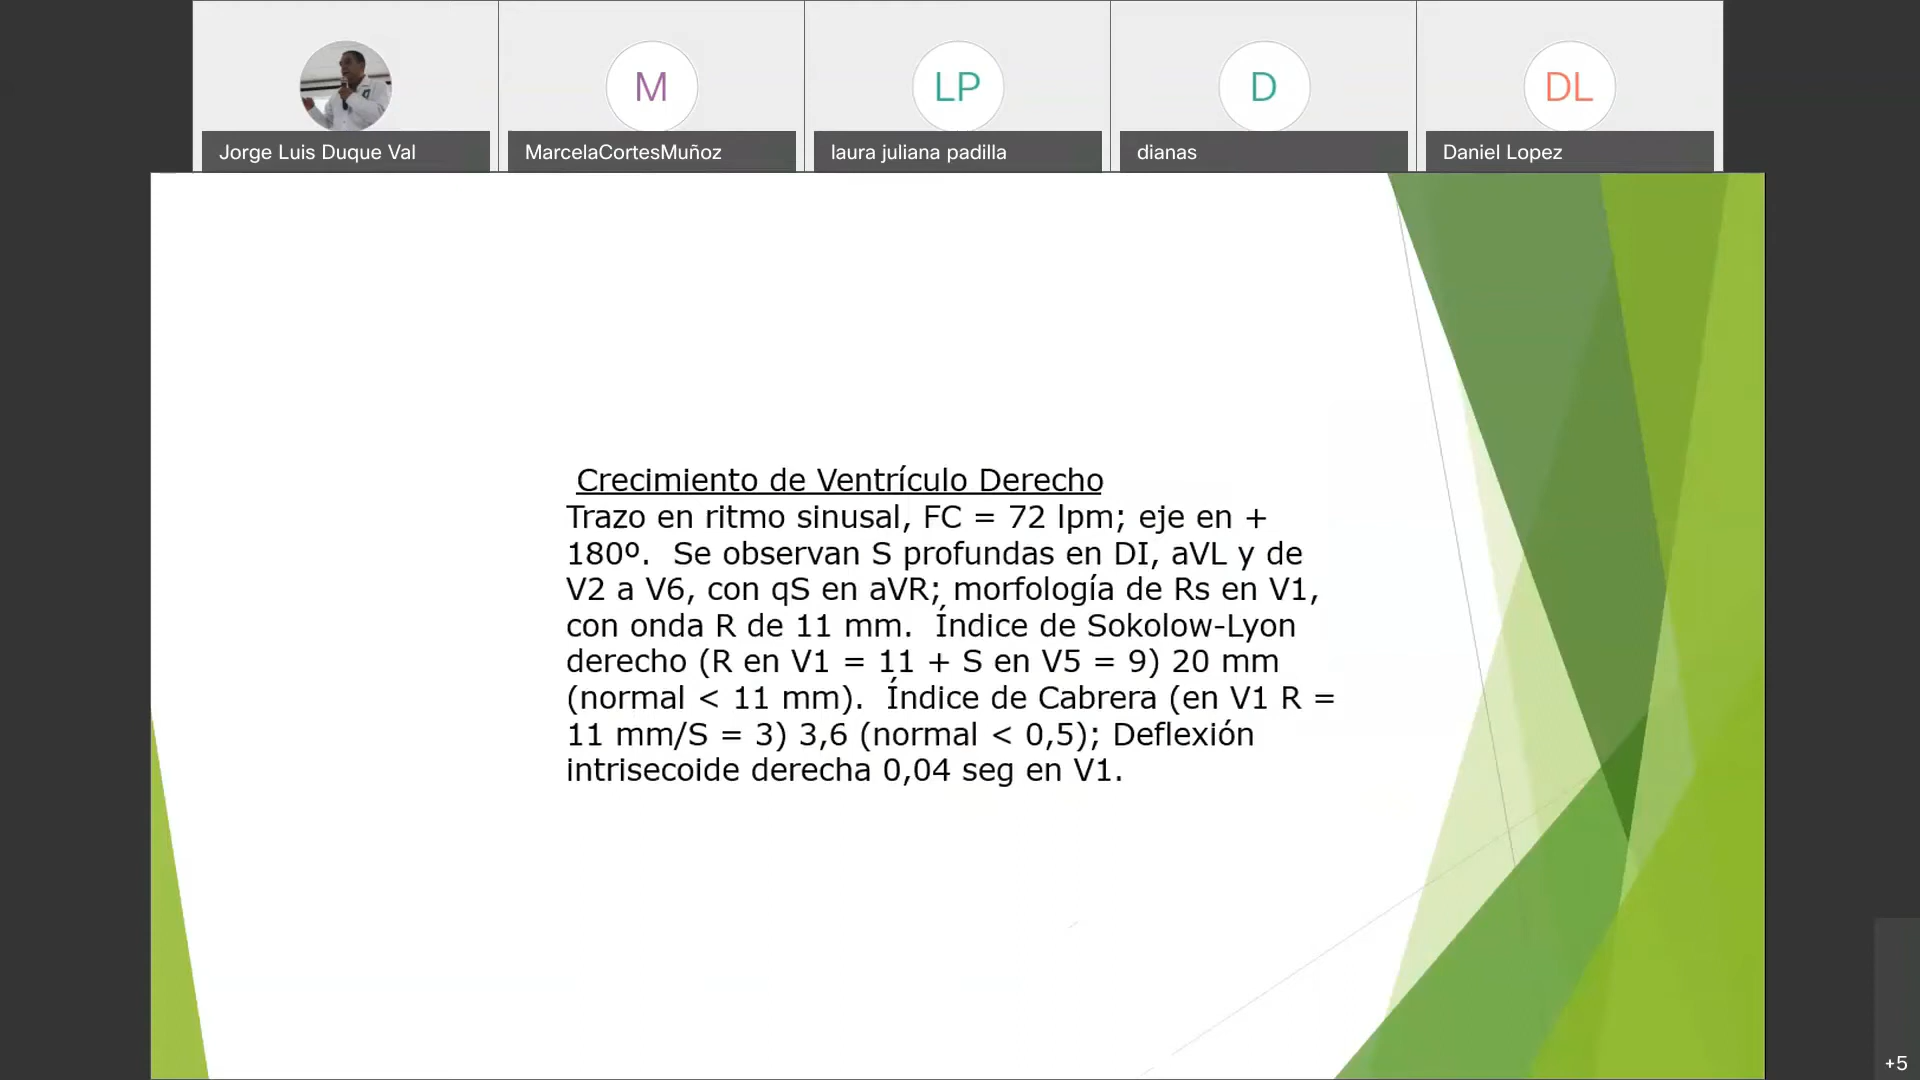 M
LP
D
DL
Jorge Luis Duque Val
MarcelaCortesMuñoz
laura juliana padilla
dianas
Daniel Lopez
Crecimiento de Ventrículo Derecho
Trazo en ritmo sinusal, FC = 72 lpm; eje en +
180º.  Se observan S profundas en DI, aVL y de
V2 a V6, con qS en aVR; morfología de Rs en V1,
con onda R de 11 mm.  Índice de Sokolow-Lyon
derecho (R en V1 = 11 + S en V5 = 9) 20 mm
(normal < 11 mm).  Índice de Cabrera (en V1 R =
11 mm/S = 3) 3,6 (normal < 0,5); Deflexión
intrisecoide derecha 0,04 seg en V1.
+5